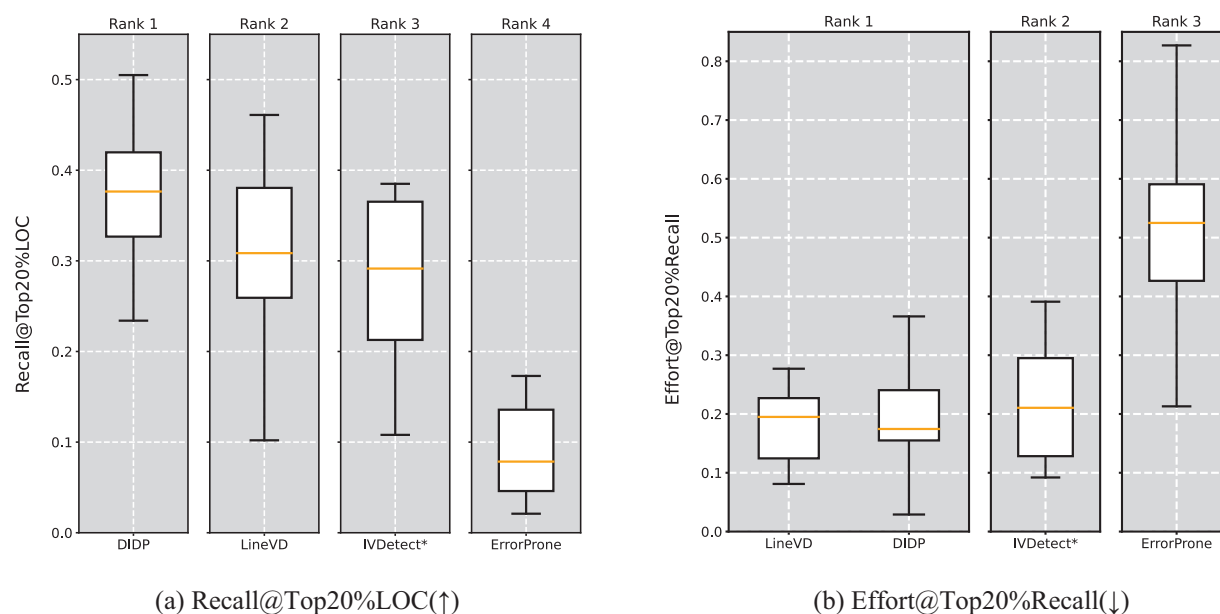 Rank 1
Rank 2
Rank 3
Rank 4
Recall@Top20%LOC
0.5
0.4
0.3
0.2
0.1
0.0
DIDP
LineVD
IVDetect*
ErrorProne
(a) Recall@Top20%LOC(↑)
Rank 1
Rank 2
Rank 3
Effort@Top20%Recall
0.8
0.7
0.6
0.5
0.4
0.3
0.2
0.1
0.0
LineVD
DIDP
IVDetect*
ErrorProne
(b) Effort@Top20%Recall(↓)